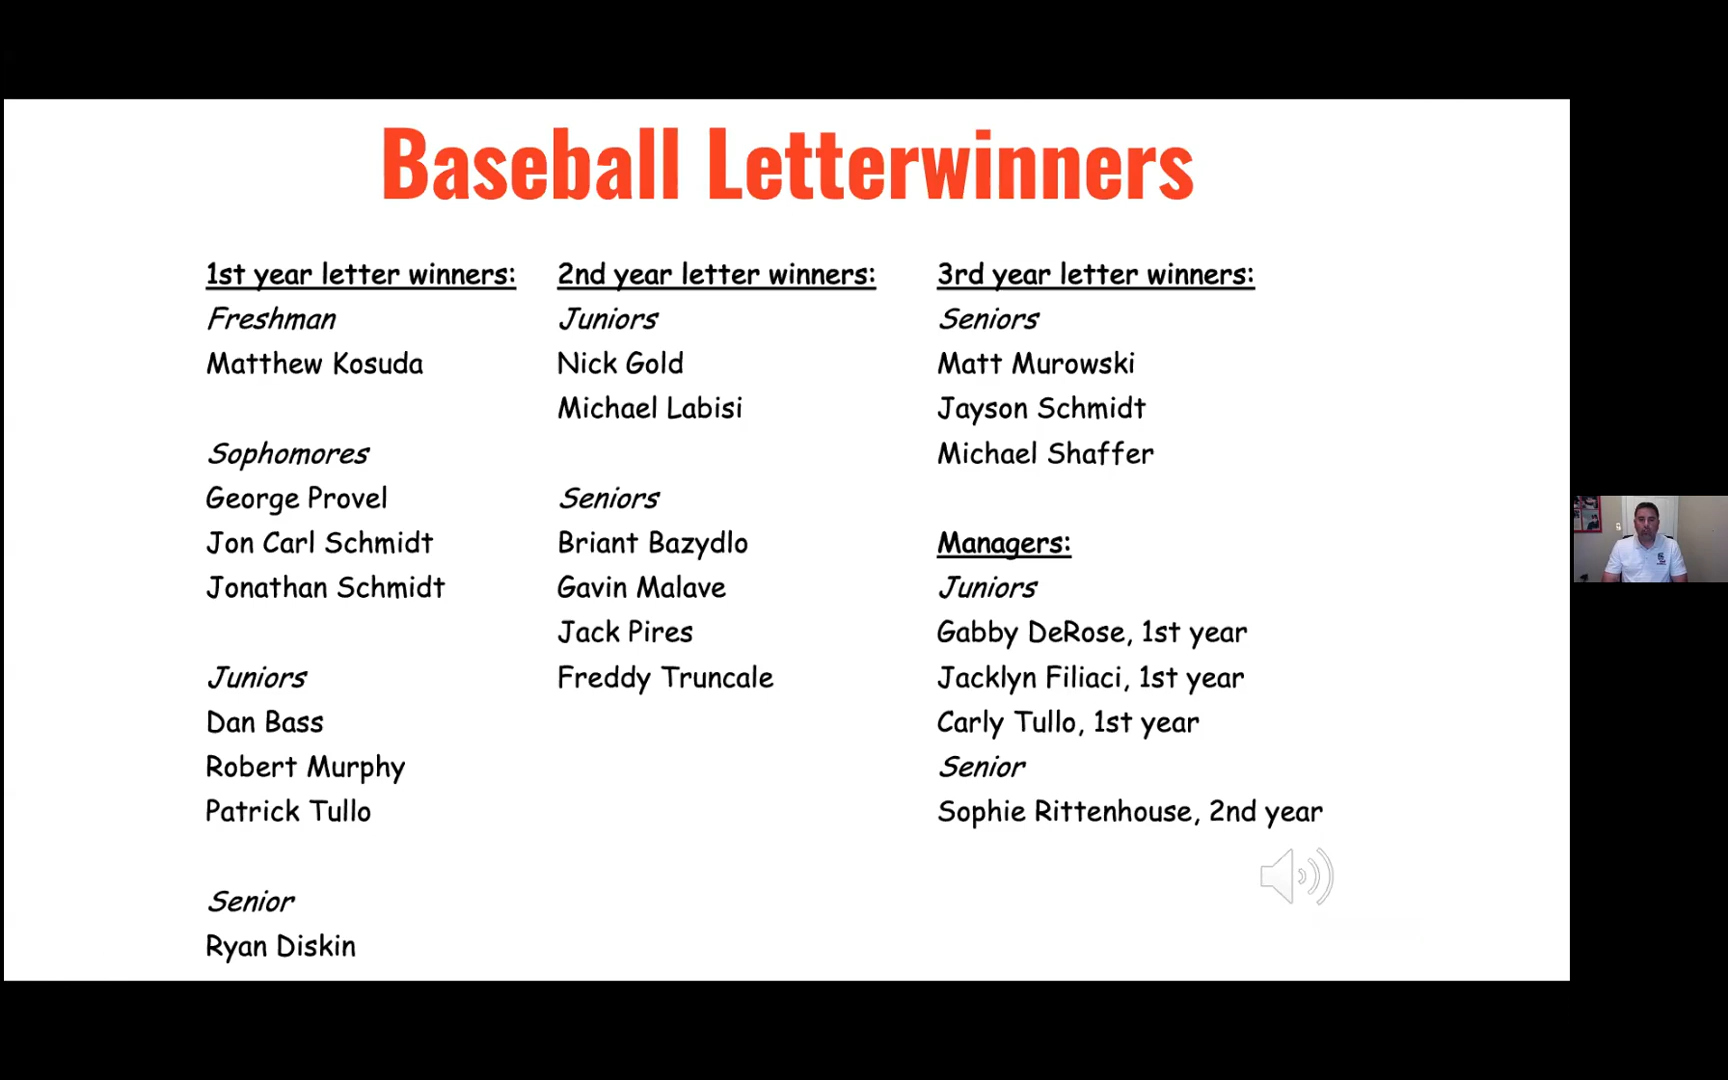 Baseball Letterwinners
1st year letter winners:
Freshman
Matthew Kosuda
Sophomores
George Provel
Jon Carl Schmidt
Jonathan Schmidt
Juniors
Dan Bass
Robert Murphy
Patrick Tullo
Senior
Ryan Diskin
2nd year letter winners:
Juniors
Nick Gold
Michael Labisi
Seniors
Briant Bazydlo
Gavin Malave
Jack Pires
Freddy Truncale
3rd year letter winners:
Seniors
Matt Murowski
Jayson Schmidt
Michael Shaffer
Managers:
Juniors
Gabby DeRose, 1st year
Jacklyn Filiaci, 1st year
Carly Tullo, 1st year
Senior
Sophie Rittenhouse, 2nd year